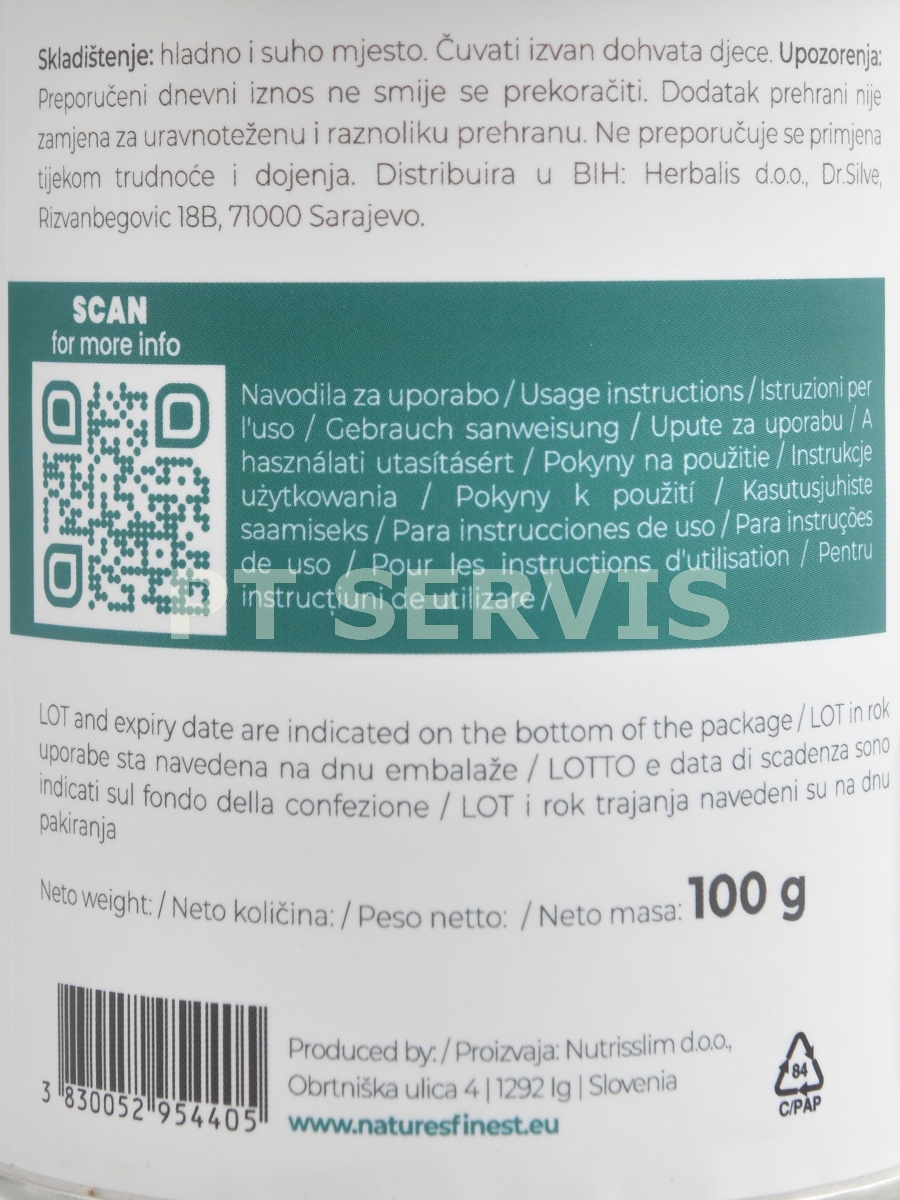 Skladištenje: hladno i suho mjesto. Čuvati izvan dohvata djece. Upozorenja:
Preporučeni dnevni iznos ne smije se prekoračiti. Dodatak prehrani nije
zamjena za uravnoteženu i raznoliku prehranu. Ne preporučuje se primjena
tijekom trudnoće i dojenja. Distribuira u BIH: Herbalis d.o.o., Dr.Silve,
Rizvanbegovic 18B, 71000 Sarajevo.
SCAN
for more info
Navodila za uporabo / Usage instructions / Istruzioni per
l'uso / Gebrauch sanweisung / Upute za uporabu / A
használati utasításért / Pokyny na použitie / Instrukcje
użytkowania / Pokyny k použití / Kasutusjuhiste
saamiseks / Para instrucciones de uso / Para instruções
de uso / Pour les instructions d'utilisation / Pentru
instrucțiuni de utilizare /
PT SERVIS
LOT and expiry date are indicated on the bottom of the package / LOT in rok
uporabe sta navedena na dnu embalaže / LOTTO e data di scadenza sono
indicati sul fondo della confezione / LOT i rok trajanja navedeni su na dnu
pakiranja
Neto weight: / Neto količina: / Peso netto: / Neto masa: 100 g
3 830052 954405
Produced by: / Proizvaja: Nutrisslim d.o.o.,
Obrtniška ulica 4 | 1292 Ig | Slovenia
www.naturesfinest.eu
84
C/PAP